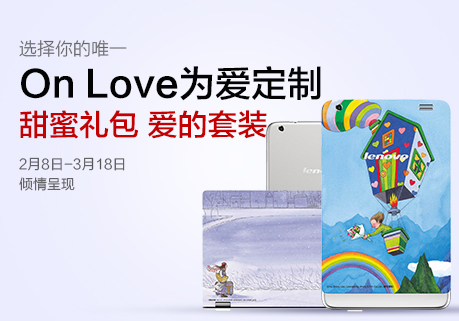 选择你的唯一
On Love为爱定制
甜蜜礼包 爱的套装
2月8日-3月18日
倾情呈现
lenovo